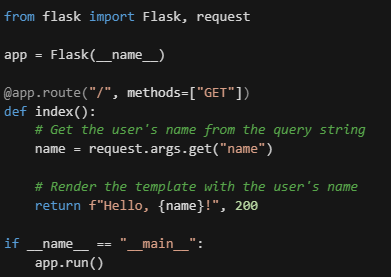 from flask import Flask, request
app = Flask(__name__)
@app.route("/", methods=["GET"])
def index():
    # Get the user's name from the query string
    name = request.args.get("name")
    # Render the template with the user's name
    return f"Hello, {name}!", 200
if __name__ == "__main__":
    app.run()